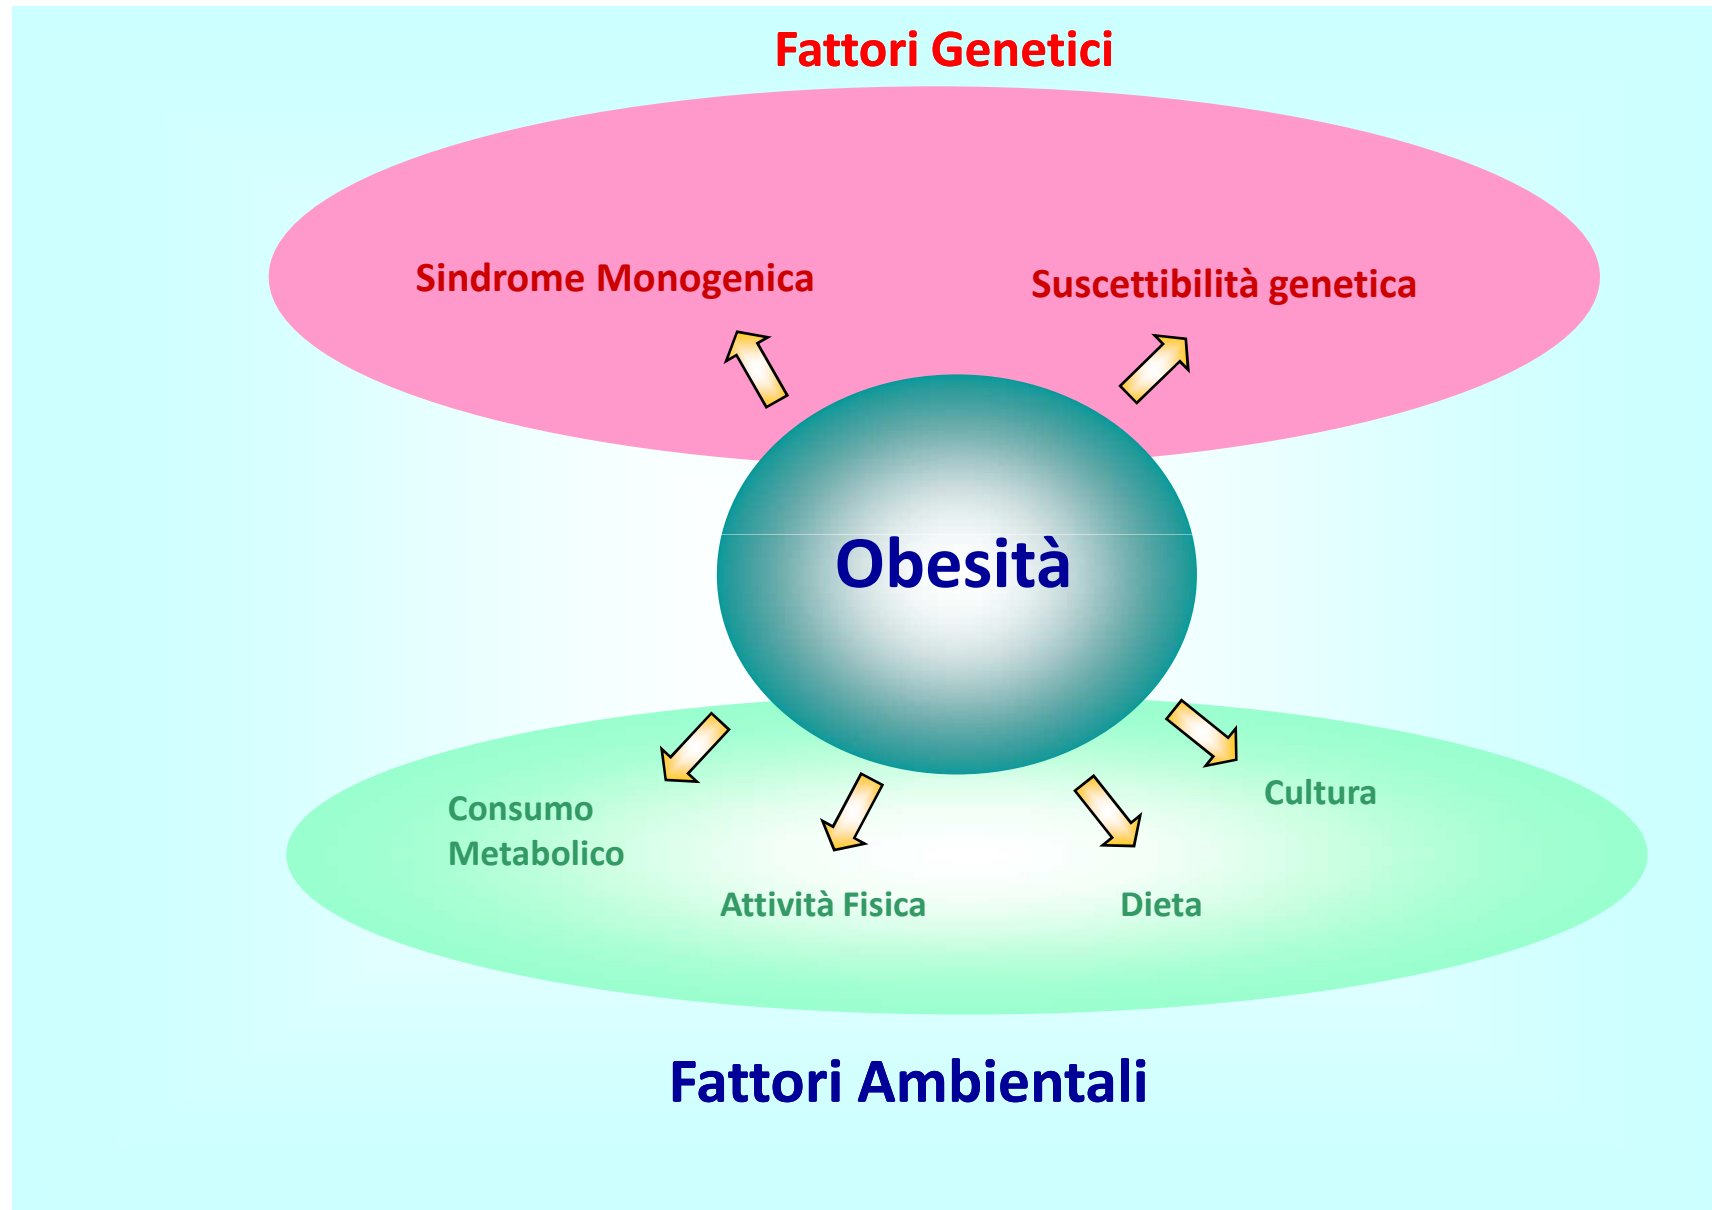 Fattori Genetici
Sindrome Monogenica
Suscettibilità genetica
Obesità
Consumo
Metabolico
Attività Fisica
Dieta
Cultura
Fattori Ambientali